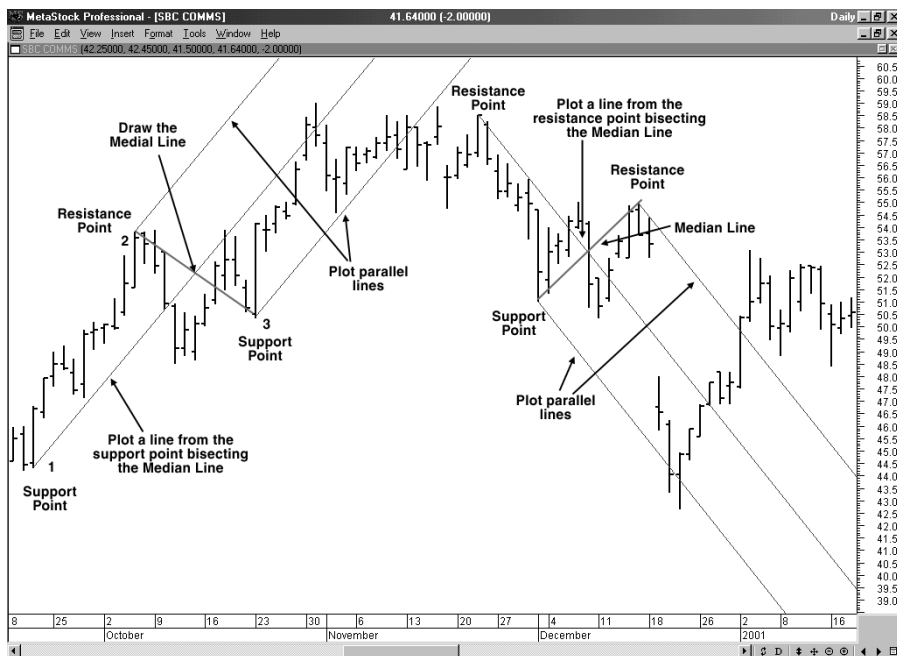 MetaStock Professional - [SBC COMMS]
41.64000 (-2.00000)
Daily
File Edit View Insert Format Tools Window Help
SBC COMMS (42.25000, 42.45000, 41.50000, 41.64000, -2.00000)
Draw the
Medial Line
Resistance
Point
2
1
Support
Point
3
Support
Point
Plot a line from the
support point bisecting
the Median Line
Plot parallel
lines
Resistance
Point
Plot a line from the
resistance point bisecting
the Median Line
Resistance
Point
Median Line
Support
Point
Plot parallel
lines
60.5
60.0
59.5
59.0
58.5
58.0
57.5
57.0
56.5
56.0
55.5
55.0
54.5
54.0
53.5
53.0
52.5
52.0
51.5
51.0
50.5
50.0
49.5
49.0
48.5
48.0
47.5
47.0
46.5
46.0
45.5
45.0
44.5
44.0
43.5
43.0
42.5
42.0
41.5
41.0
40.5
40.0
39.5
39.0
8 25 2 9 16 23 30 6 13 20 27 4 11 18 26 2 8 16
October November December 2001
D